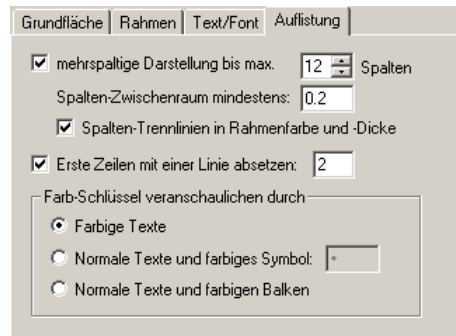 Grundfläche Rahmen Text/Font Auflistung
mehrspaltige Darstellung bis max. 12 Spalten
Spalten-Zwischenraum mindestens: 0.2
Spalten-Trennlinien in Rahmenfarbe und -Dicke
Erste Zeilen mit einer Linie absetzen: 2
Farb-Schlüssel veranschaulichen durch
Farbige Texte
Normale Texte und farbiges Symbol: •
Normale Texte und farbigen Balken